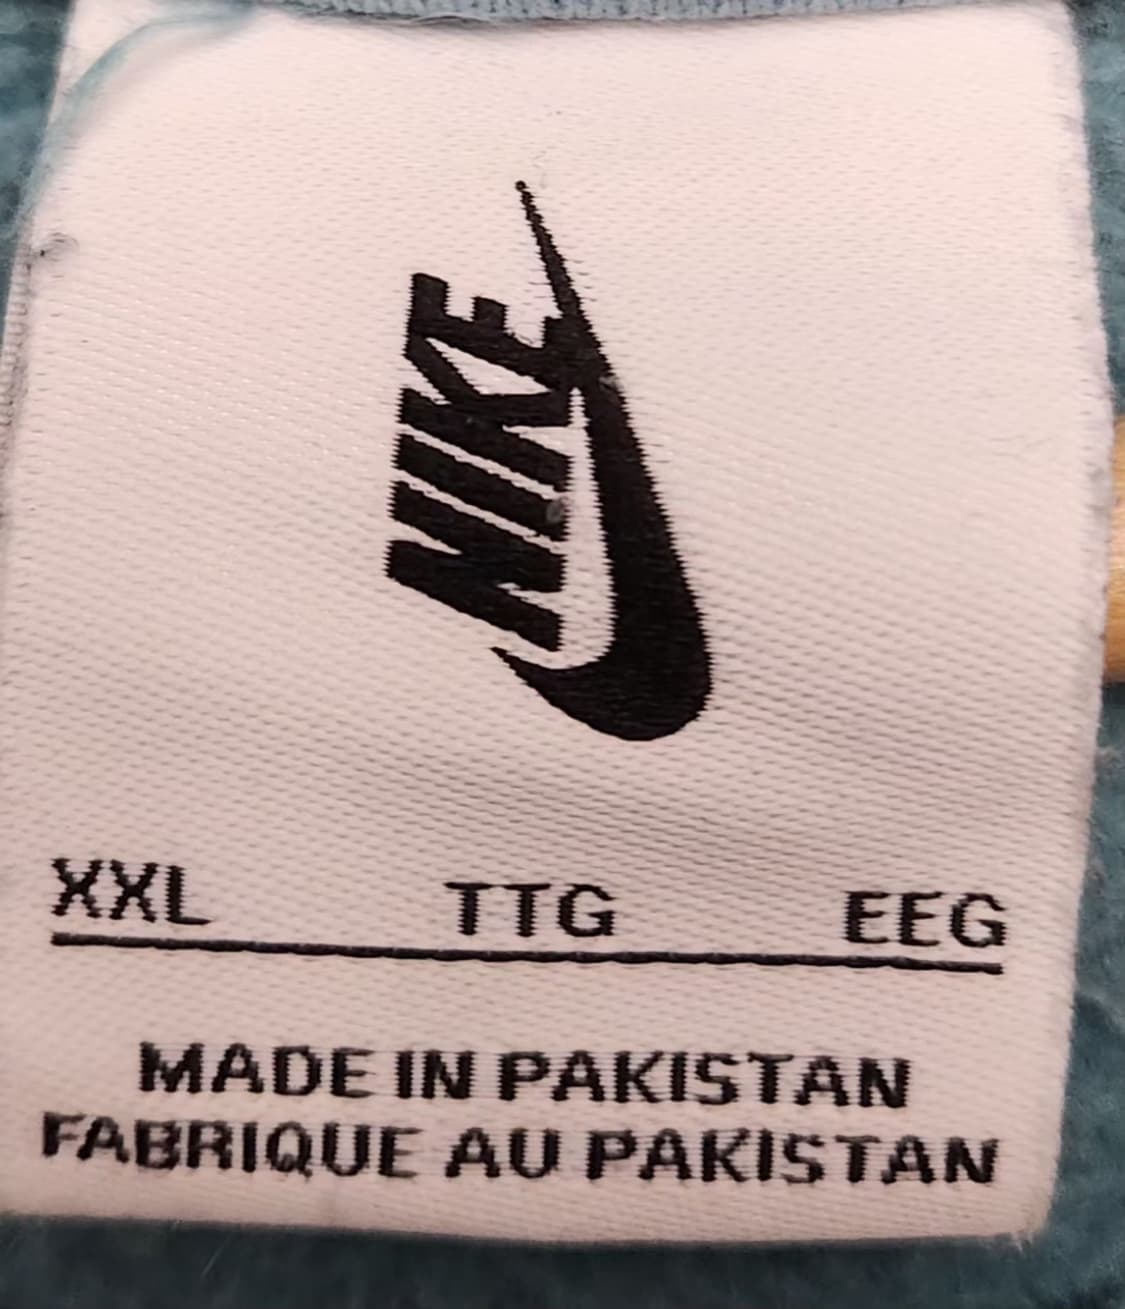 NIKE
XXL TTG EEG
MADE IN PAKISTAN
FABRIQUE AU PAKISTAN